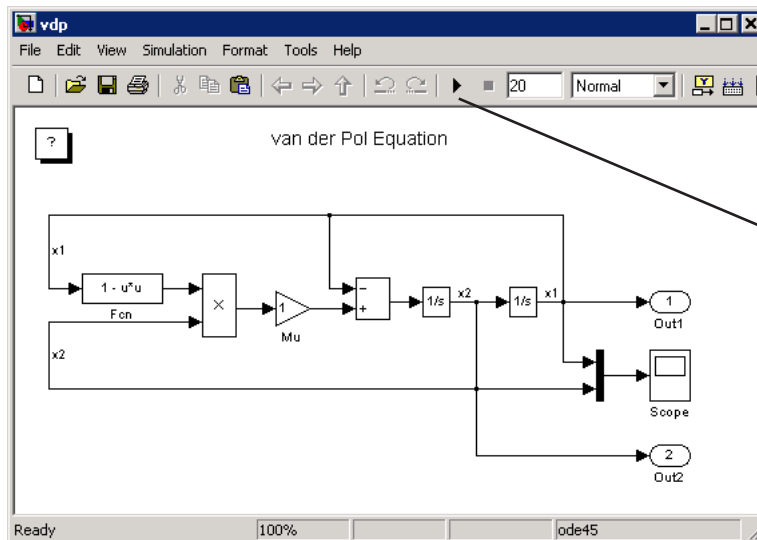 vdp
File Edit View Simulation Format Tools Help
20 Normal
?
van der Pol Equation
x1
1 - u*u
Fcn
×
1
Mu
−
+
1/s
x2
1/s
x1
1
Out1
x2
Scope
2
Out2
Ready 100% ode45